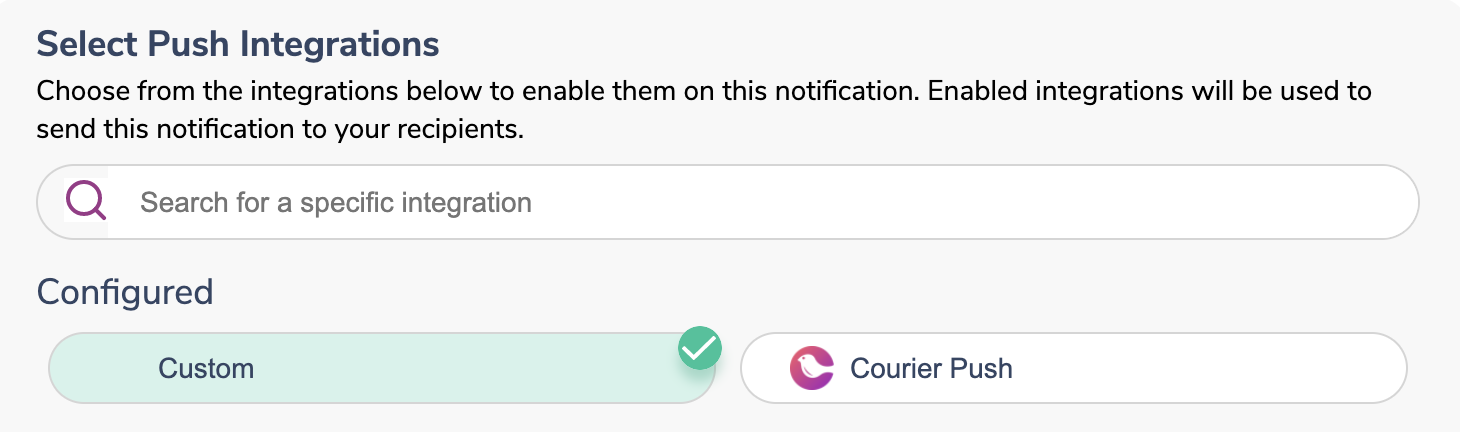 Select Push Integrations
Choose from the integrations below to enable them on this notification. Enabled integrations will be used to
send this notification to your recipients.
Search for a specific integration
Configured
Custom
Courier Push